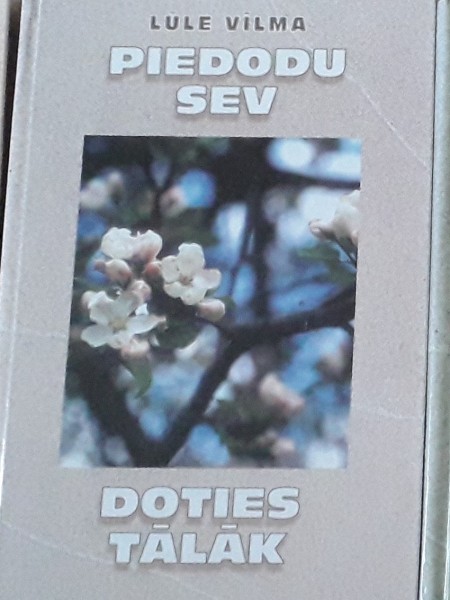 LŪLE VĪLMA
PIEDODU
SEV
DOTIES
TĀLĀK